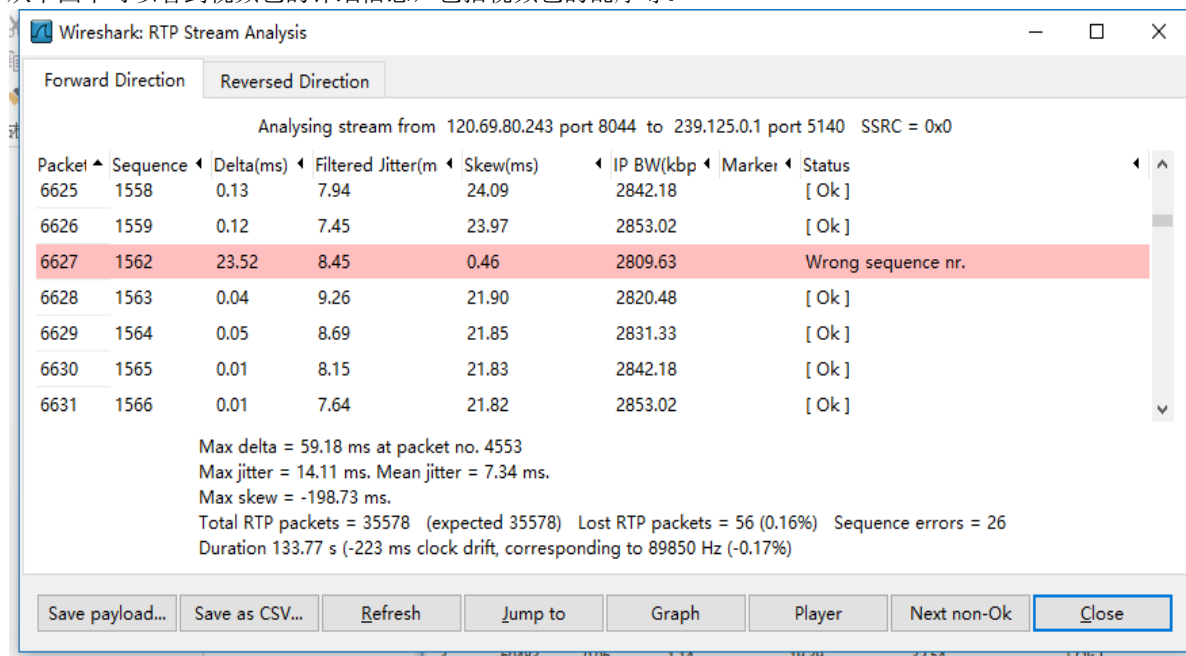 Wireshark: RTP Stream Analysis
Forward Direction Reversed Direction
Analysing stream from 120.69.80.243 port 8044 to 239.125.0.1 port 5140 SSRC = 0x0
Packet Sequence Delta(ms) Filtered Jitter(m Skew(ms) IP BW(kbp Marker Status
6625 1558 0.13 7.94 24.09 2842.18 [ Ok ]
6626 1559 0.12 7.45 23.97 2853.02 [ Ok ]
6627 1562 23.52 8.45 0.46 2809.63 Wrong sequence nr.
6628 1563 0.04 9.26 21.90 2820.48 [ Ok ]
6629 1564 0.05 8.69 21.85 2831.33 [ Ok ]
6630 1565 0.01 8.15 21.83 2842.18 [ Ok ]
6631 1566 0.01 7.64 21.82 2853.02 [ Ok ]
Max delta = 59.18 ms at packet no. 4553
Max jitter = 14.11 ms. Mean jitter = 7.34 ms.
Max skew = -198.73 ms.
Total RTP packets = 35578 (expected 35578) Lost RTP packets = 56 (0.16%) Sequence errors = 26
Duration 133.77 s (-223 ms clock drift, corresponding to 89850 Hz (-0.17%)
Save payload... Save as CSV... Refresh Jump to Graph Player Next non-Ok Close